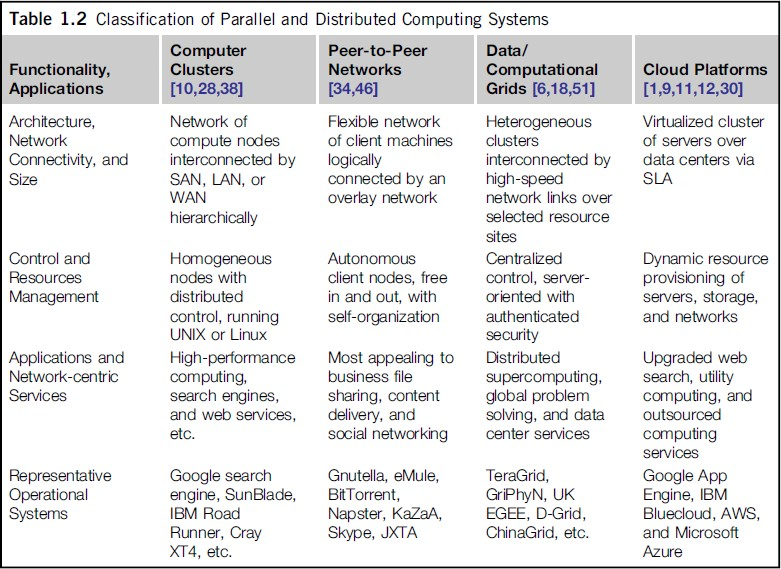 Table 1.2 Classification of Parallel and Distributed Computing Systems
Functionality,
Applications
Computer
Clusters
[10,28,38]
Peer-to-Peer
Networks
[34,46]
Data/
Computational
Grids [6,18,51]
Cloud Platforms
[1,9,11,12,30]
Architecture,
Network
Connectivity, and
Size
Network of
compute nodes
interconnected by
SAN, LAN, or
WAN
hierarchically
Flexible network
of client machines
logically
connected by an
overlay network
Heterogeneous
clusters
interconnected by
high-speed
network links over
selected resource
sites
Virtualized cluster
of servers over
data centers via
SLA
Control and
Resources
Management
Homogeneous
nodes with
distributed
control, running
UNIX or Linux
Autonomous
client nodes, free
in and out, with
self-organization
Centralized
control, server-
oriented with
authenticated
security
Dynamic resource
provisioning of
servers, storage,
and networks
Applications and
Network-centric
Services
High-performance
computing,
search engines,
and web services,
etc.
Most appealing to
business file
sharing, content
delivery, and
social networking
Distributed
supercomputing,
global problem
solving, and data
center services
Upgraded web
search, utility
computing, and
outsourced
computing
services
Representative
Operational
Systems
Google search
engine, SunBlade,
IBM Road
Runner, Cray
XT4, etc.
Gnutella, eMule,
BitTorrent,
Napster, KaZaA,
Skype, JXTA
TeraGrid,
GriPhyN, UK
EGEE, D-Grid,
ChinaGrid, etc.
Google App
Engine, IBM
Bluecloud, AWS,
and Microsoft
Azure